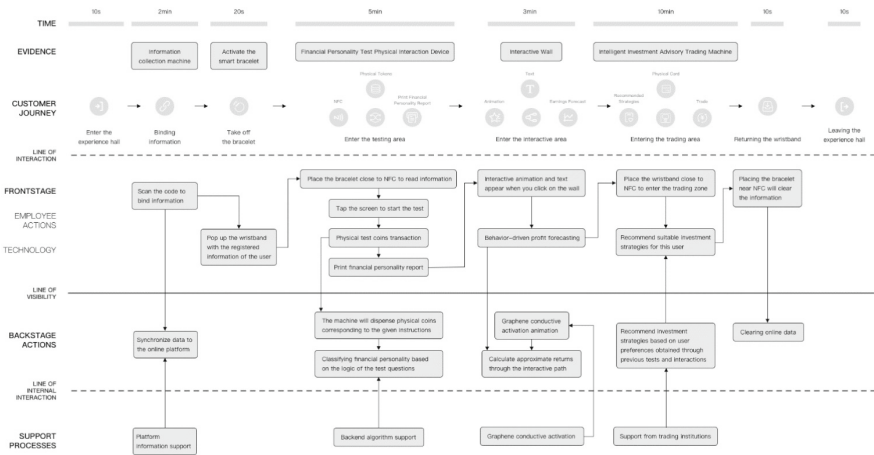 TIME
10s
2min
20s
5min
3min
10min
10s
10s
EVIDENCE
Information
collection machine
Activate the
smart bracelet
Financial Personality Test Physical Interaction Device
Interactive Wall
Intelligent Investment Advisory Trading Machine
CUSTOMER
JOURNEY
Enter the
experience hall
Binding
information
Take off
the bracelet
NFC
Physical Tokens
Print Financial
Personality Report
Enter the testing area
Animation
Text
Earnings Forecast
Enter the interactive area
Recommended
Strategies
Physical Card
Trade
Entering the trading area
Returning the wristband
Leaving the
experience hall
LINE OF
INTERACTION
FRONTSTAGE
EMPLOYEE
ACTIONS
TECHNOLOGY
Scan the code to
bind information
Pop up the wristband
with the registered
information of the user
Place the bracelet close to NFC to read information
Tap the screen to start the test
Physical test coins transaction
Print financial personality report
Interactive animation and text
appear when you click on the wall
Behavior-driven profit forecasting
Place the wristband close to
NFC to enter the trading zone
Recommend suitable investment
strategies for this user
Placing the bracelet
near NFC will clear
the information
LINE OF
VISIBILITY
BACKSTAGE
ACTIONS
Synchronize data to
the online platform
The machine will dispense physical coins
corresponding to the given instructions
Classifying financial personality based
on the logic of the test questions
Graphene conductive
activation animation
Calculate approximate returns
through the interactive path
Recommend investment
strategies based on user
preferences obtained through
previous tests and interactions
Clearing online data
LINE OF
INTERNAL
INTERACTION
SUPPORT
PROCESSES
Platform
information support
Backend algorithm support
Graphene conductive activation
Support from trading institutions